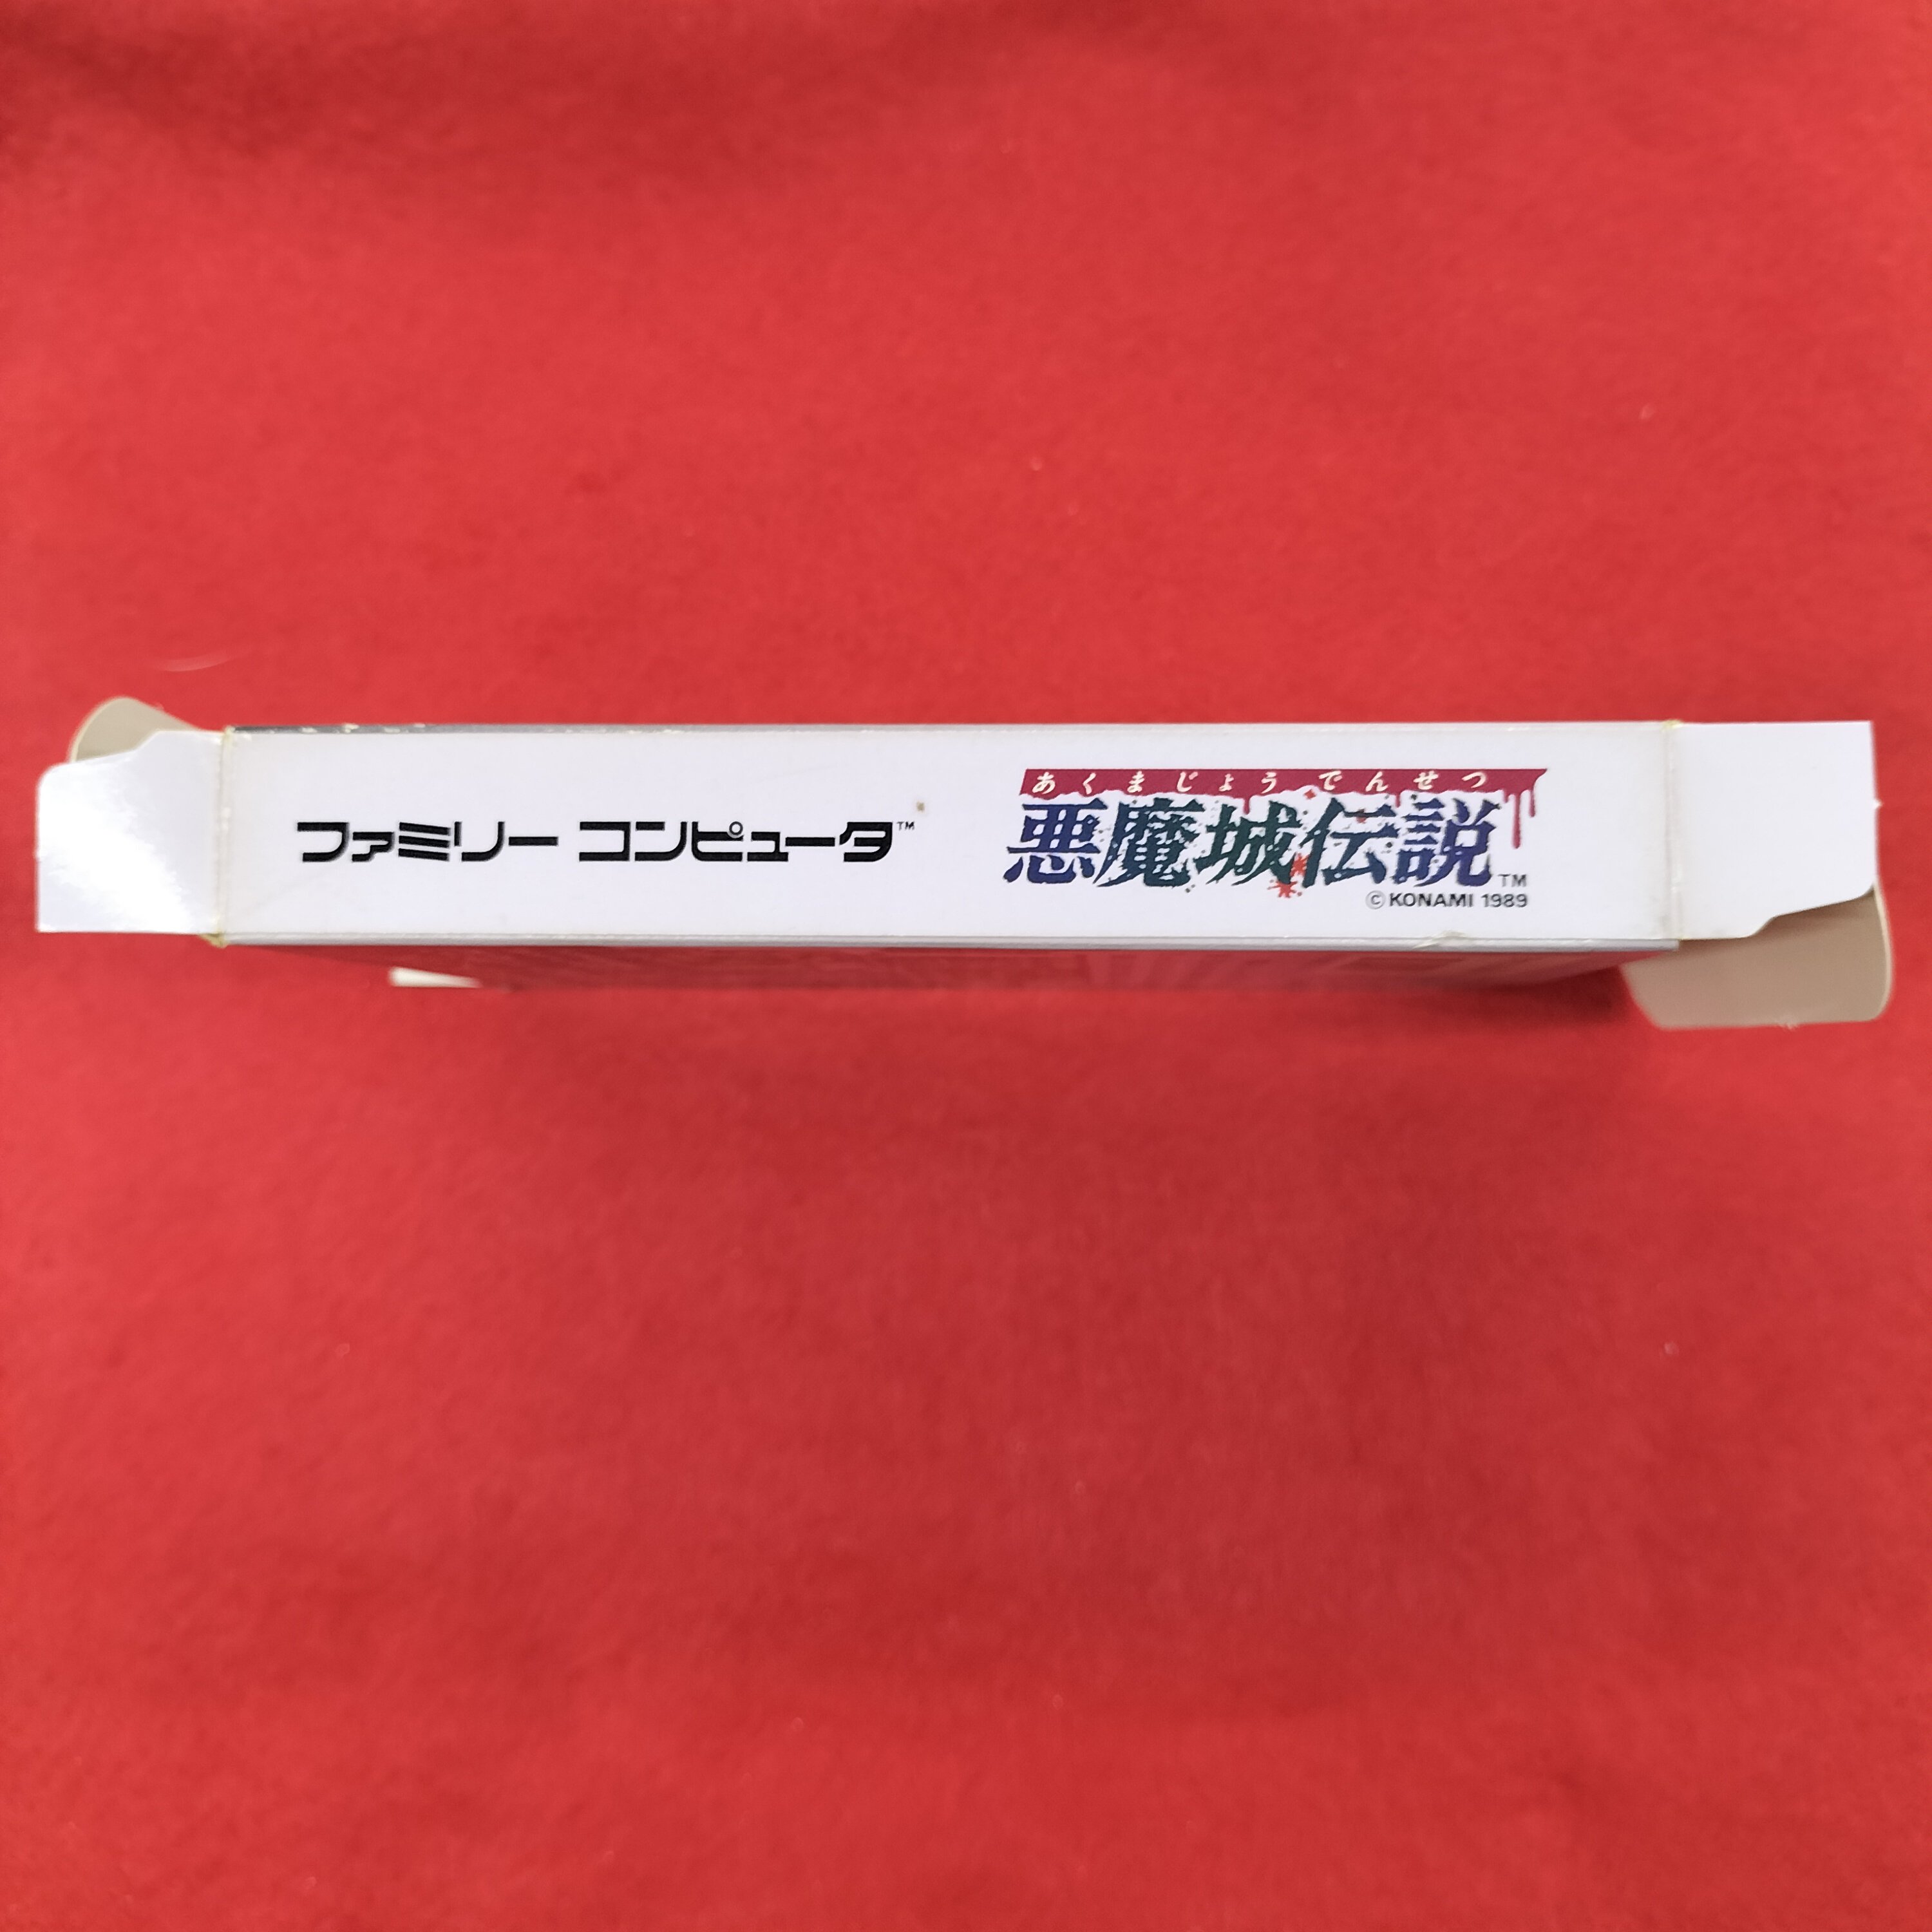 ファミリー コンピュータ™
あくまじょうでんせつ
悪魔城伝説™
©KONAMI 1989